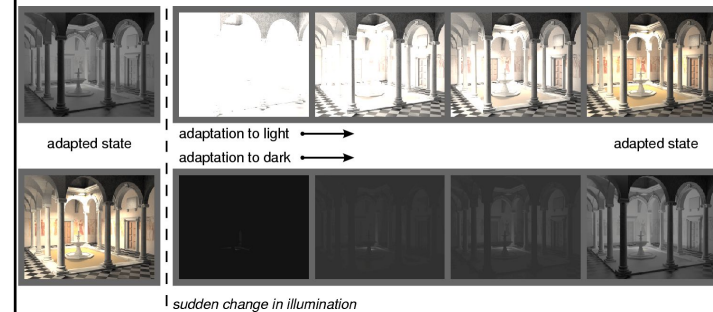 adapted state
adaptation to light
adaptation to dark
adapted state
sudden change in illumination